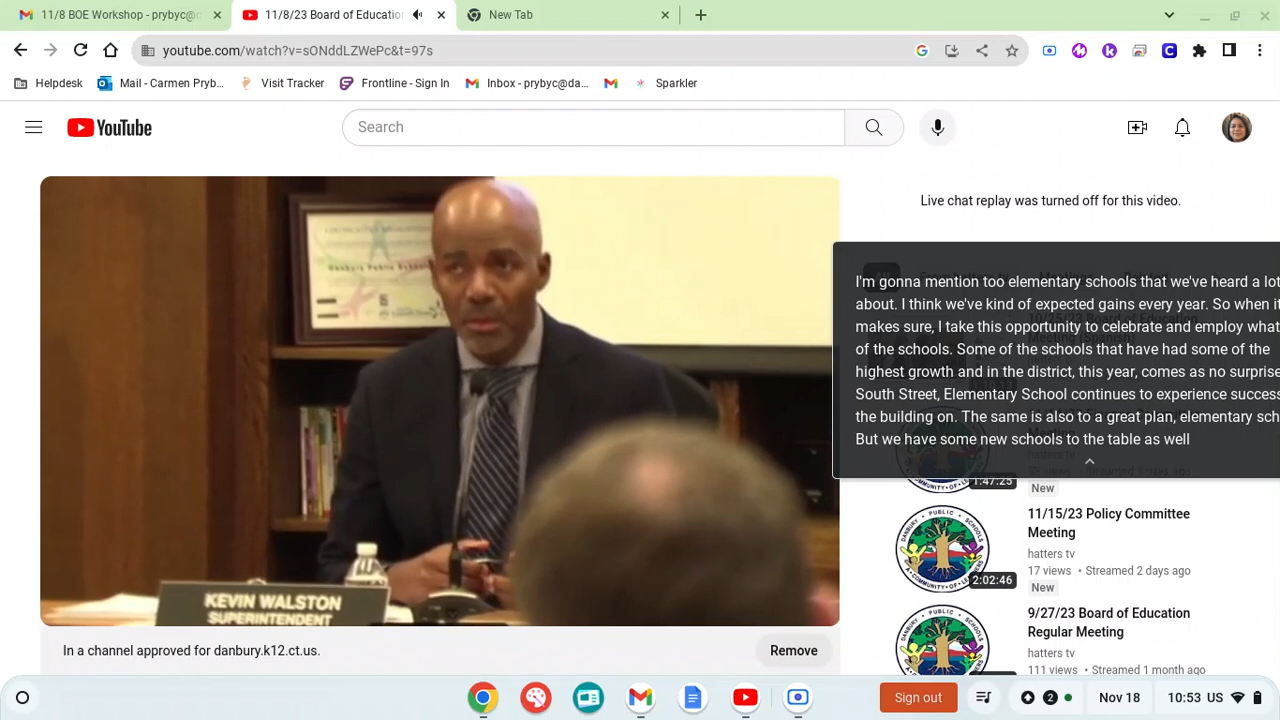 11/8 BOE Workshop - prybyc@
11/8/23 Board of Education
New Tab
youtube.com/watch?v=sONddLZWePc&t=97s
Helpdesk
Mail - Carmen Pryb...
Visit Tracker
Frontline - Sign In
Inbox - prybyc@da...
Sparkler
YouTube
Search
Live chat replay was turned off for this video.
I'm gonna mention too elementary schools that we've heard a lot
about. I think we've kind of expected gains every year. So when it
makes sure, I take this opportunity to celebrate and employ what
of the schools. Some of the schools that have had some of the
highest growth and in the district, this year, comes as no surprise
South Street, Elementary School continues to experience success
the building on. The same is also to a great plan, elementary sch
But we have some new schools to the table as well
1:47:25
New
11/15/23 Policy Committee
Meeting
hatters tv
17 views • Streamed 2 days ago
2:02:46
New
9/27/23 Board of Education
Regular Meeting
hatters tv
111 views • Streamed 1 month ago
KEVIN WALSTON
SUPERINTENDENT
In a channel approved for danbury.k12.ct.us.
Remove
Sign out
2
Nov 18
10:53 US